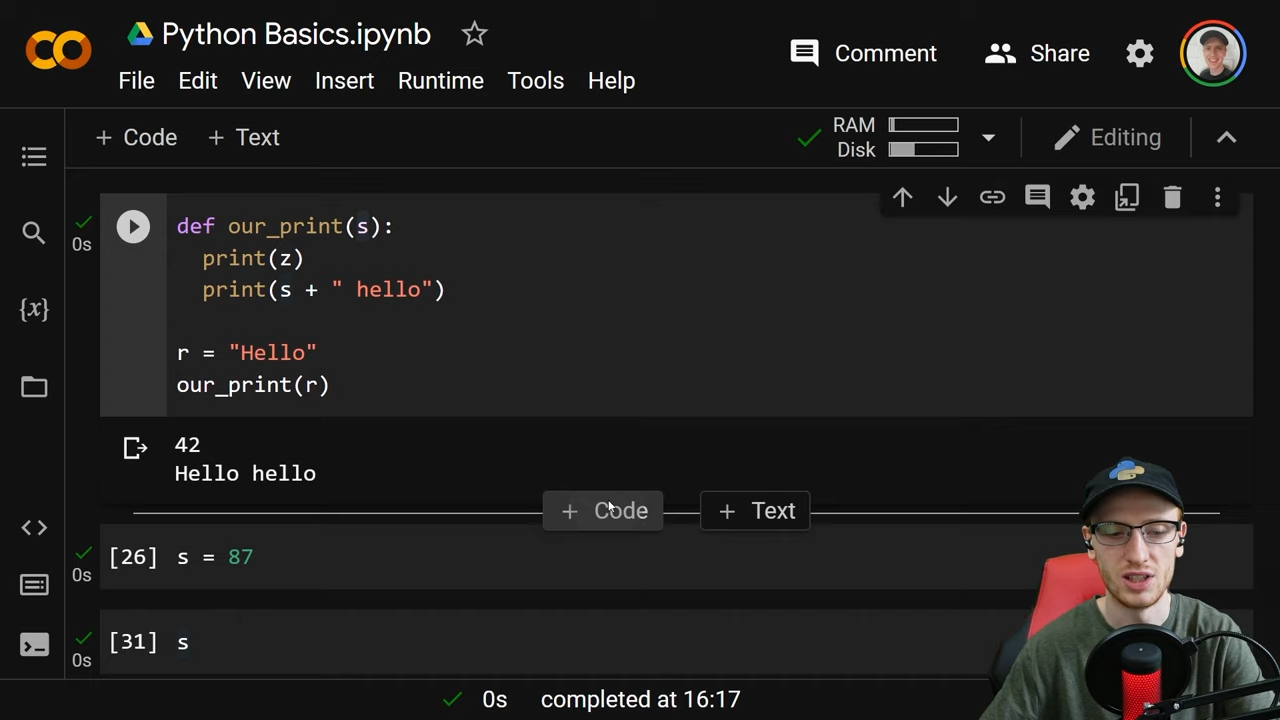 Python Basics.ipynb
Comment
Share
File Edit View Insert Runtime Tools Help
+ Code + Text
RAM
Disk
Editing
0s
def our_print(s):
  print(z)
  print(s + " hello")
r = "Hello"
our_print(r)
42
Hello hello
+ Code + Text
[26] s = 87
0s
[31] s
0s
0s completed at 16:17